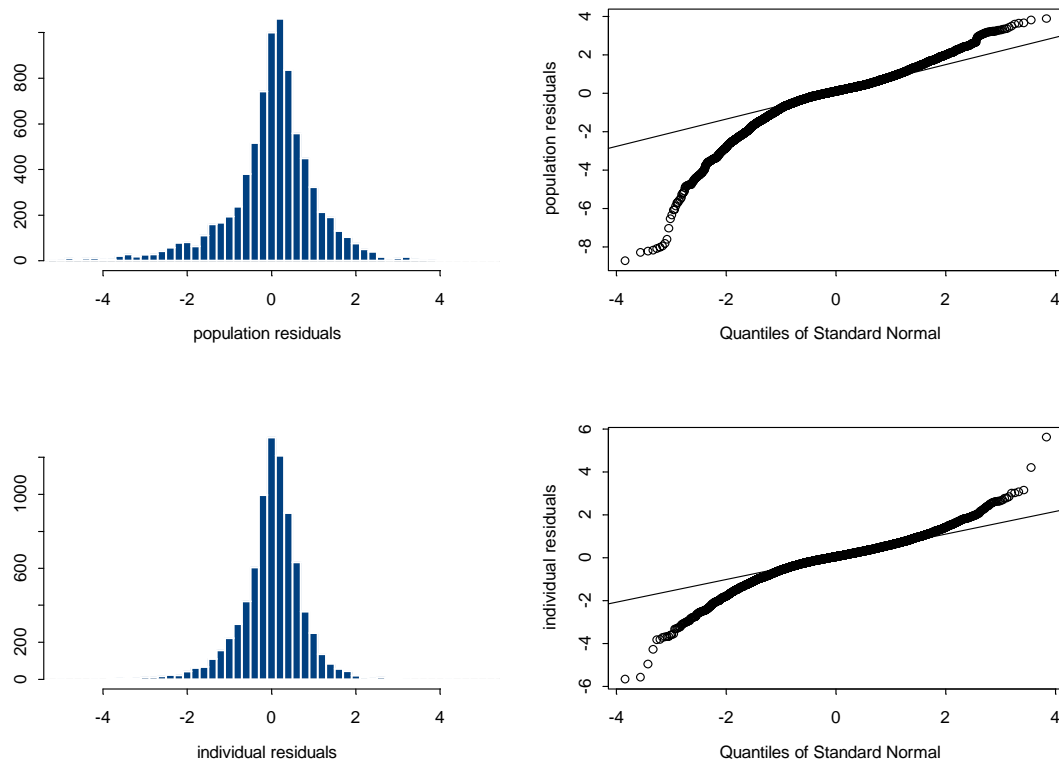 0 200 400 600 800
-4 -2 0 2 4
population residuals
population residuals
-8 -6 -4 -2 0 2 4
-4 -2 0 2 4
Quantiles of Standard Normal
0 200 600 1000
-4 -2 0 2 4
individual residuals
individual residuals
-6 -4 -2 0 2 4 6
-4 -2 0 2 4
Quantiles of Standard Normal